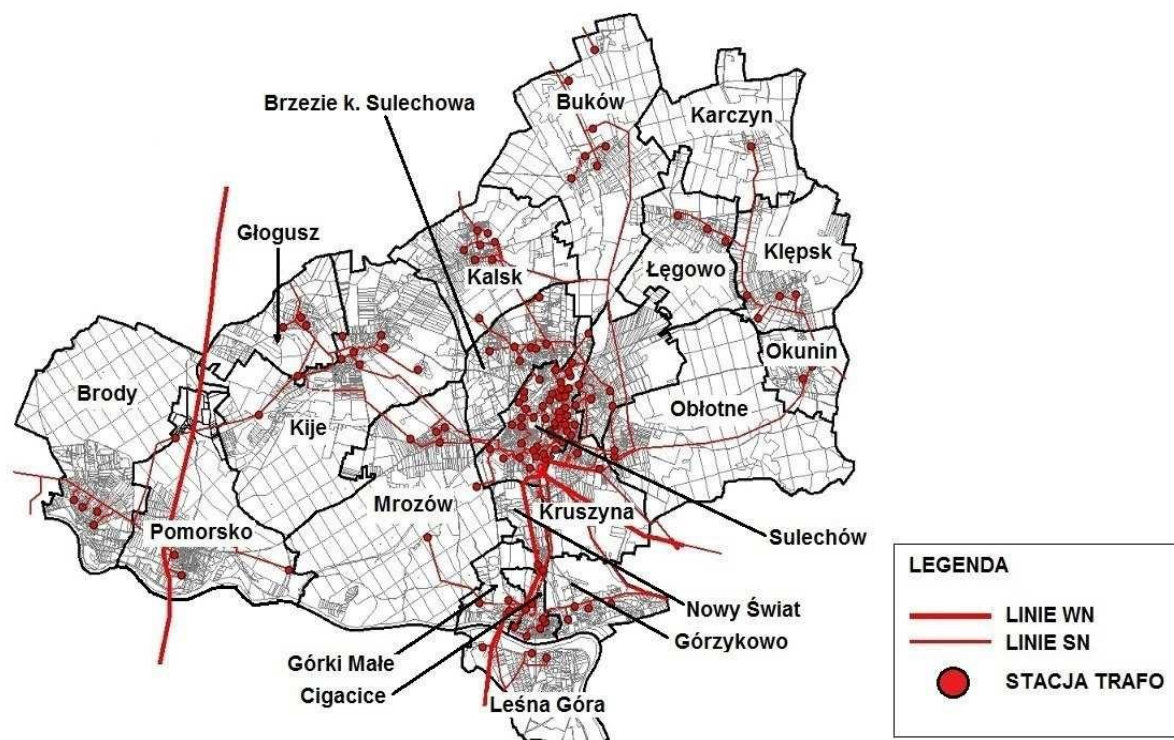 Brzezie k. Sulechowa
Buków
Karczyn
Głogusz
Kalsk
Łęgowo
Klępsk
Okunin
Brody
Kije
Obłotne
Mrozów
Kruszyna
Pomorsko
Sulechów
Nowy Świat
Górzykowo
Górki Małe
Cigacice
Leśna Góra
LEGENDA
LINIE WN
LINIE SN
STACJA TRAFO